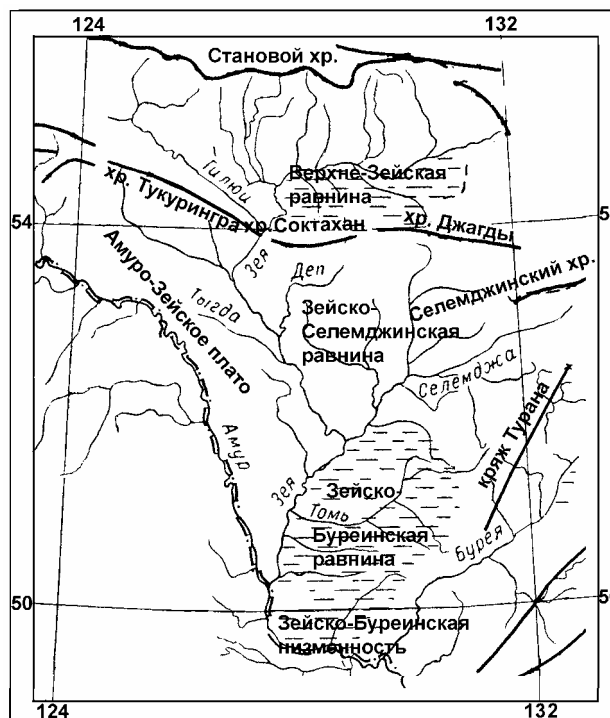 124
132
Становой хр.
Гилюй
Верхне-Зейская
равнина
хр. Тукурингра
хр. Соктахан
хр. Джагды
54
Зея
Деп
Амуро-Зейское плато
Тыгда
Зейско-
Селемджинская
равнина
Селемджинский хр.
Селемджа
Амур
кряж Турана
Зея
Зейско-
Томь
Буреинская
равнина
Бурея
50
Зейско-Буреинская
низменность
124
132